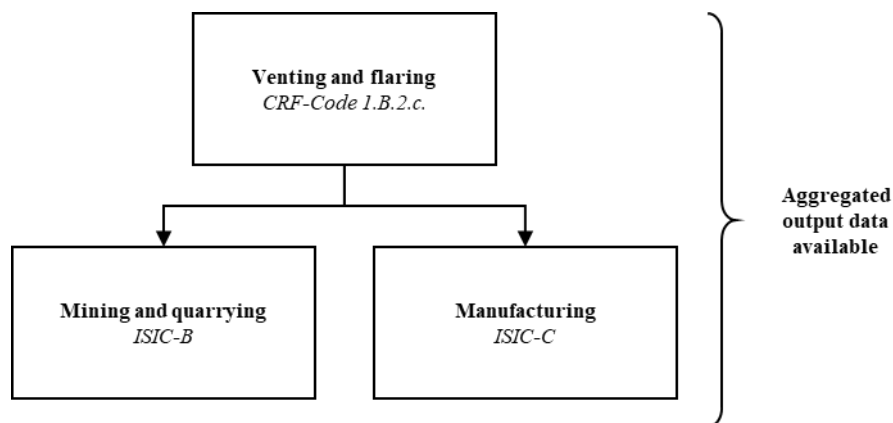 Venting and flaring
CRF-Code 1.B.2.c.
Aggregated
output data
available
Mining and quarrying
ISIC-B
Manufacturing
ISIC-C